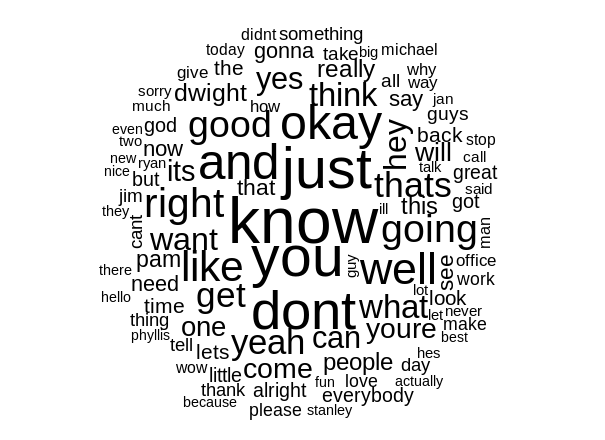 didnt something
today gonna take big michael
give the yes really all why
sorry dwight think say way
much how jan
god good okay hey back guys
even now will stop
two its and just talk call
new ryan thats great
nice but that said
jim right know ill this got
they cant going man
want you
pam like guy well see office
there need get work
hello time dont what lot look
thing one let never
phyllis yeah can youre make
tell lets best
wow come people day hes
little fun love actually
thank alright everybody
because please stanley